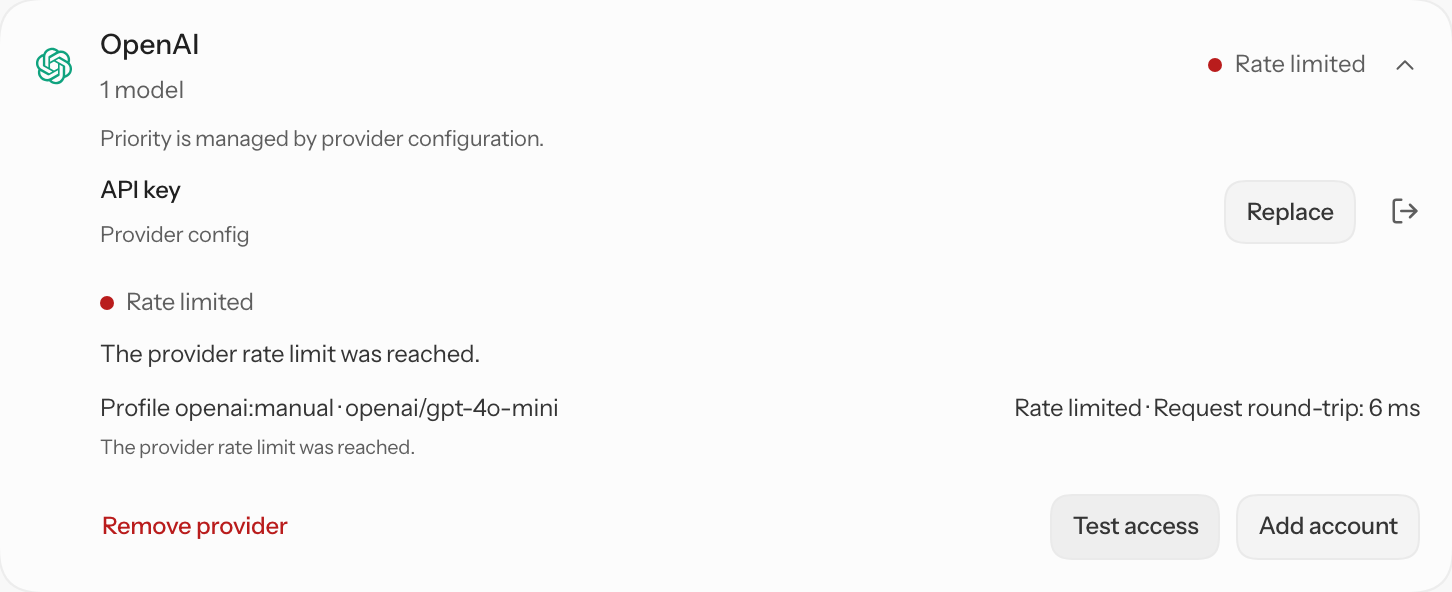 OpenAI
1 model
Rate limited
Priority is managed by provider configuration.
API key
Provider config
Replace
Rate limited
The provider rate limit was reached.
Profile openai:manual · openai/gpt-4o-mini
Rate limited · Request round-trip: 6 ms
The provider rate limit was reached.
Remove provider
Test access
Add account